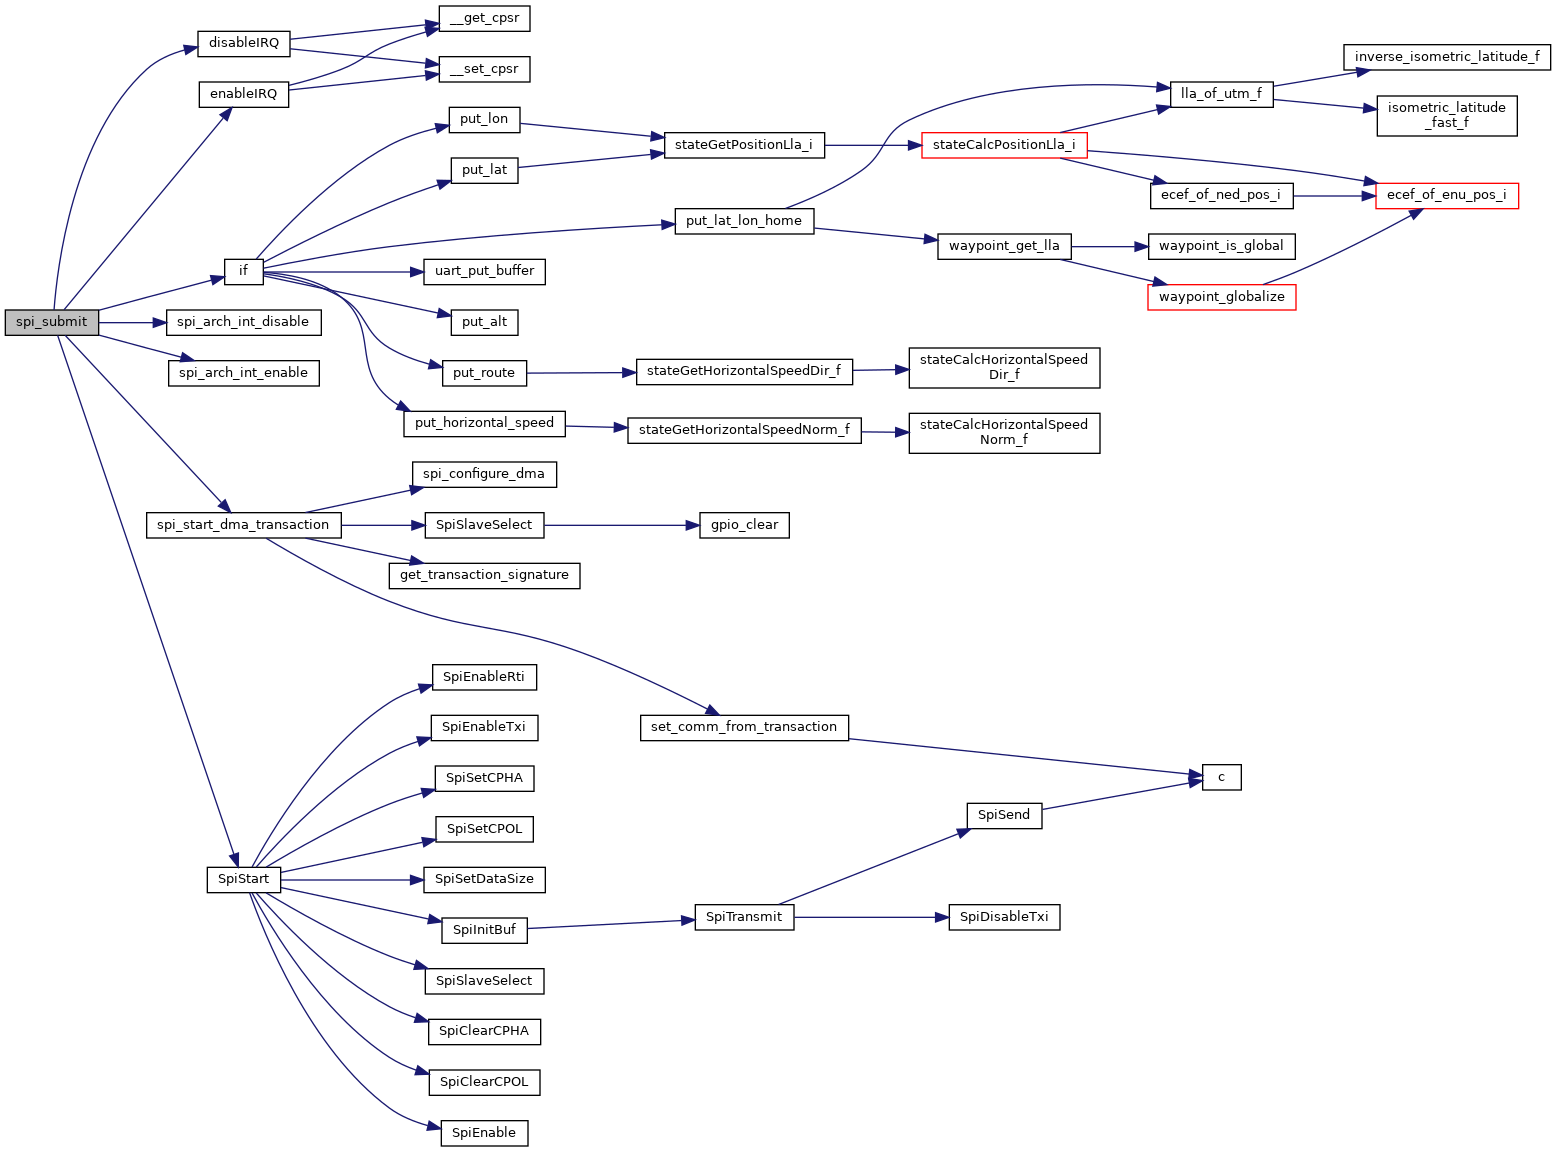 __get_cpsr
disableIRQ
__set_cpsr
enableIRQ
inverse_isometric_latitude_f
lla_of_utm_f
isometric_latitude
_fast_f
put_lon
stateGetPositionLla_i
stateCalcPositionLla_i
put_lat
ecef_of_ned_pos_i
ecef_of_enu_pos_i
put_lat_lon_home
waypoint_get_lla
waypoint_is_global
if
uart_put_buffer
waypoint_globalize
spi_submit
spi_arch_int_disable
put_alt
spi_arch_int_enable
put_route
stateGetHorizontalSpeedDir_f
stateCalcHorizontalSpeed
Dir_f
put_horizontal_speed
stateGetHorizontalSpeedNorm_f
stateCalcHorizontalSpeed
Norm_f
spi_configure_dma
spi_start_dma_transaction
SpiSlaveSelect
gpio_clear
get_transaction_signature
SpiEnableRti
SpiEnableTxi
set_comm_from_transaction
SpiSetCPHA
c
SpiSetCPOL
SpiSend
SpiStart
SpiSetDataSize
SpiInitBuf
SpiTransmit
SpiDisableTxi
SpiSlaveSelect
SpiClearCPHA
SpiClearCPOL
SpiEnable